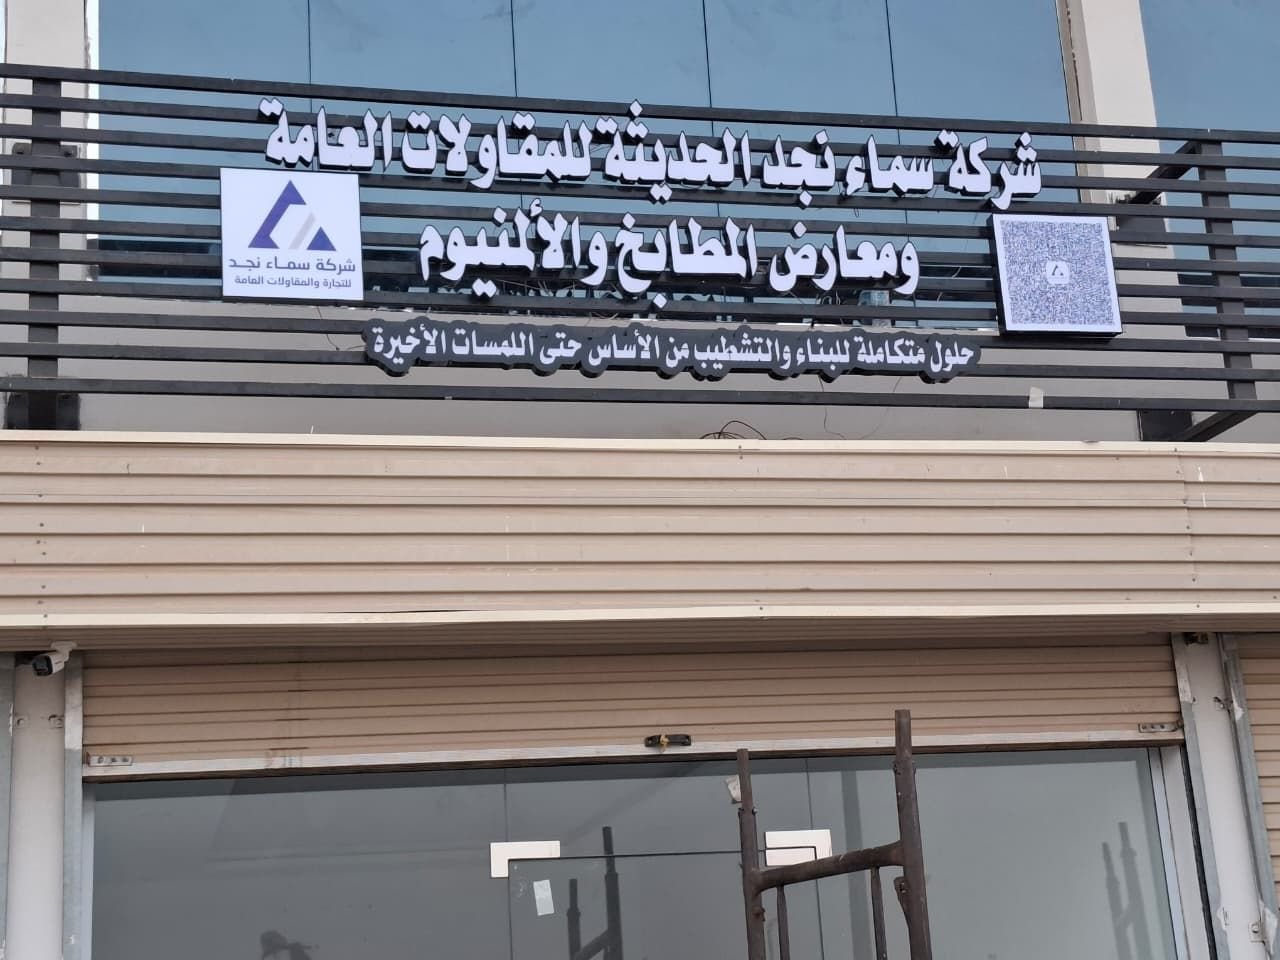 شركة سماء نجد الحديثة للمقاولات العامة
ومعارض المطابخ والألمنيوم
حلول متكاملة للبناء والتشطيب من الأساس حتى اللمسات الأخيرة
شركة سماء نجد
للتجارة والمقاولات العامة